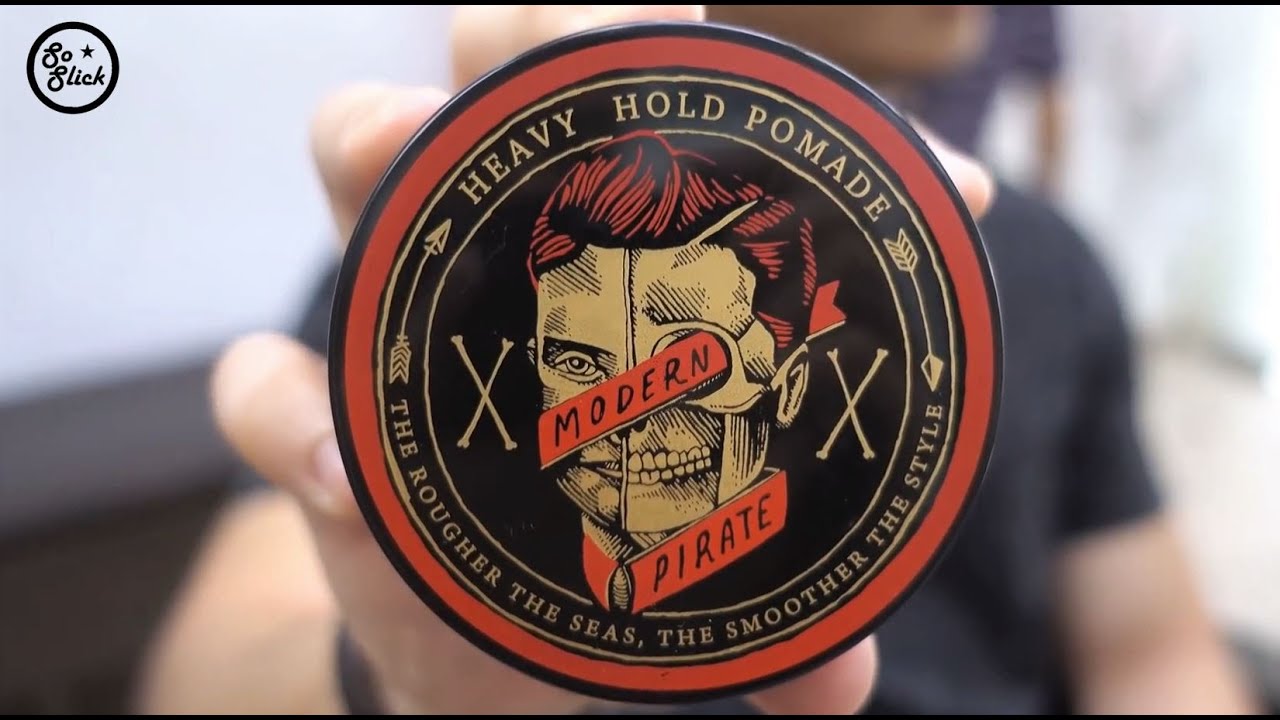 So
Slick
HEAVY HOLD POMADE
MODERN
PIRATE
THE ROUGHER THE SEAS, THE SMOOTHER THE STYLE